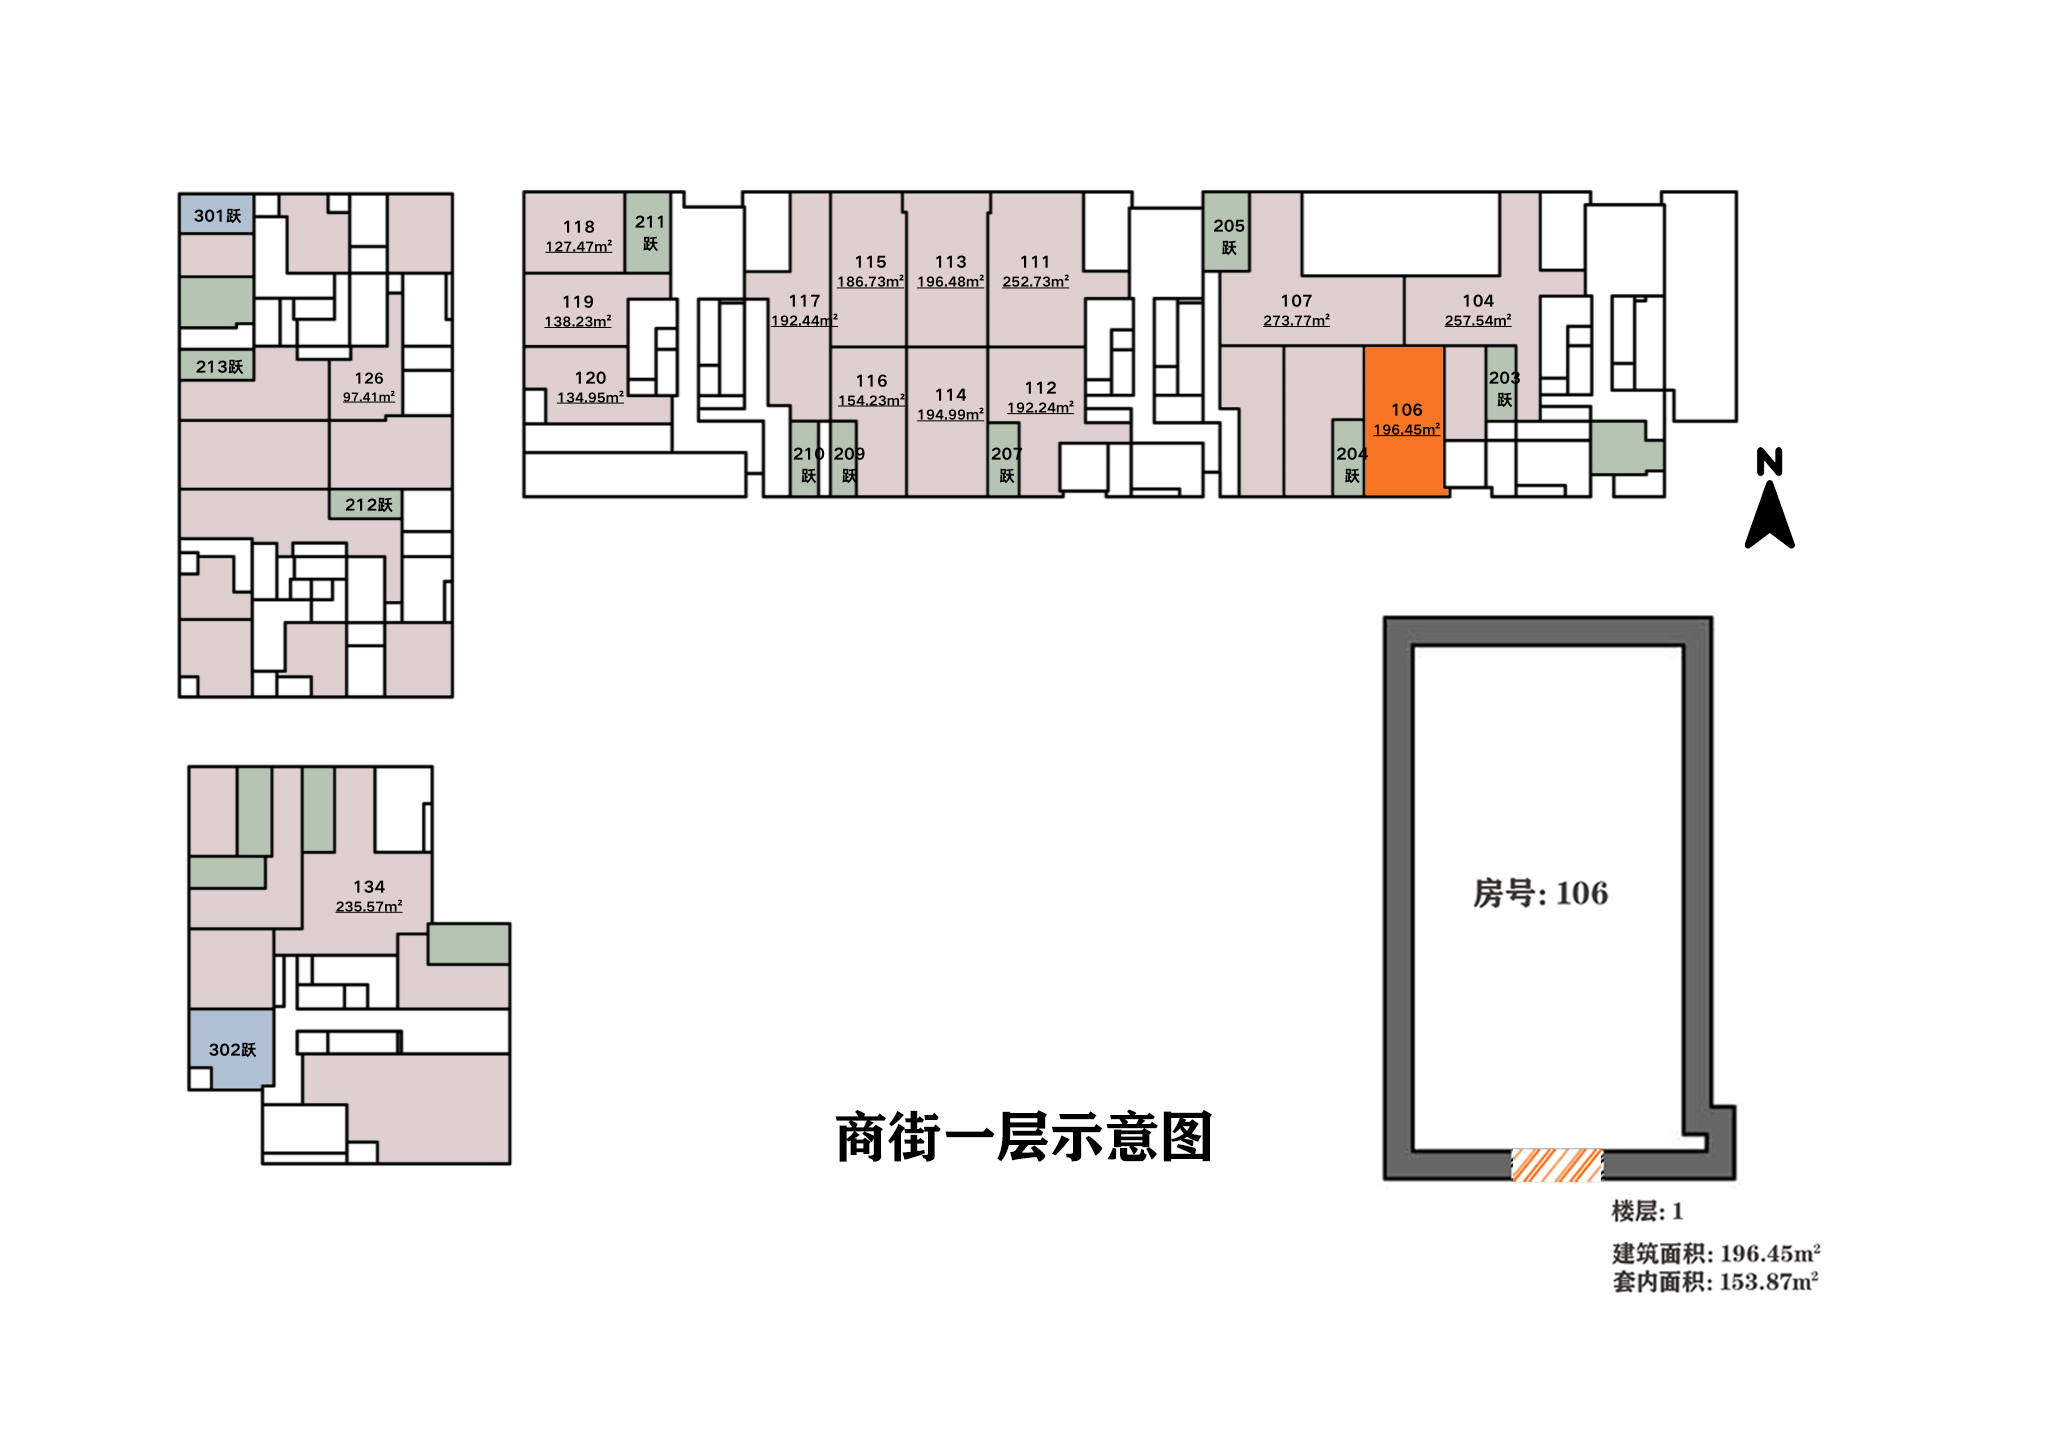 301跃
213跃
126
97.41m²
212跃
118
127.47m²
211
跃
119
138.23m²
120
134.95m²
117
192.44m²
115
186.73m²
113
196.48m²
111
252.73m²
116
154.23m²
114
194.99m²
112
192.24m²
210
跃
209
跃
207
跃
205
跃
107
273.77m²
104
257.54m²
203
跃
106
196.45m²
204
跃
N
134
235.57m²
302跃
商街一层示意图
房号: 106
楼层: 1
建筑面积: 196.45m²
套内面积: 153.87m²